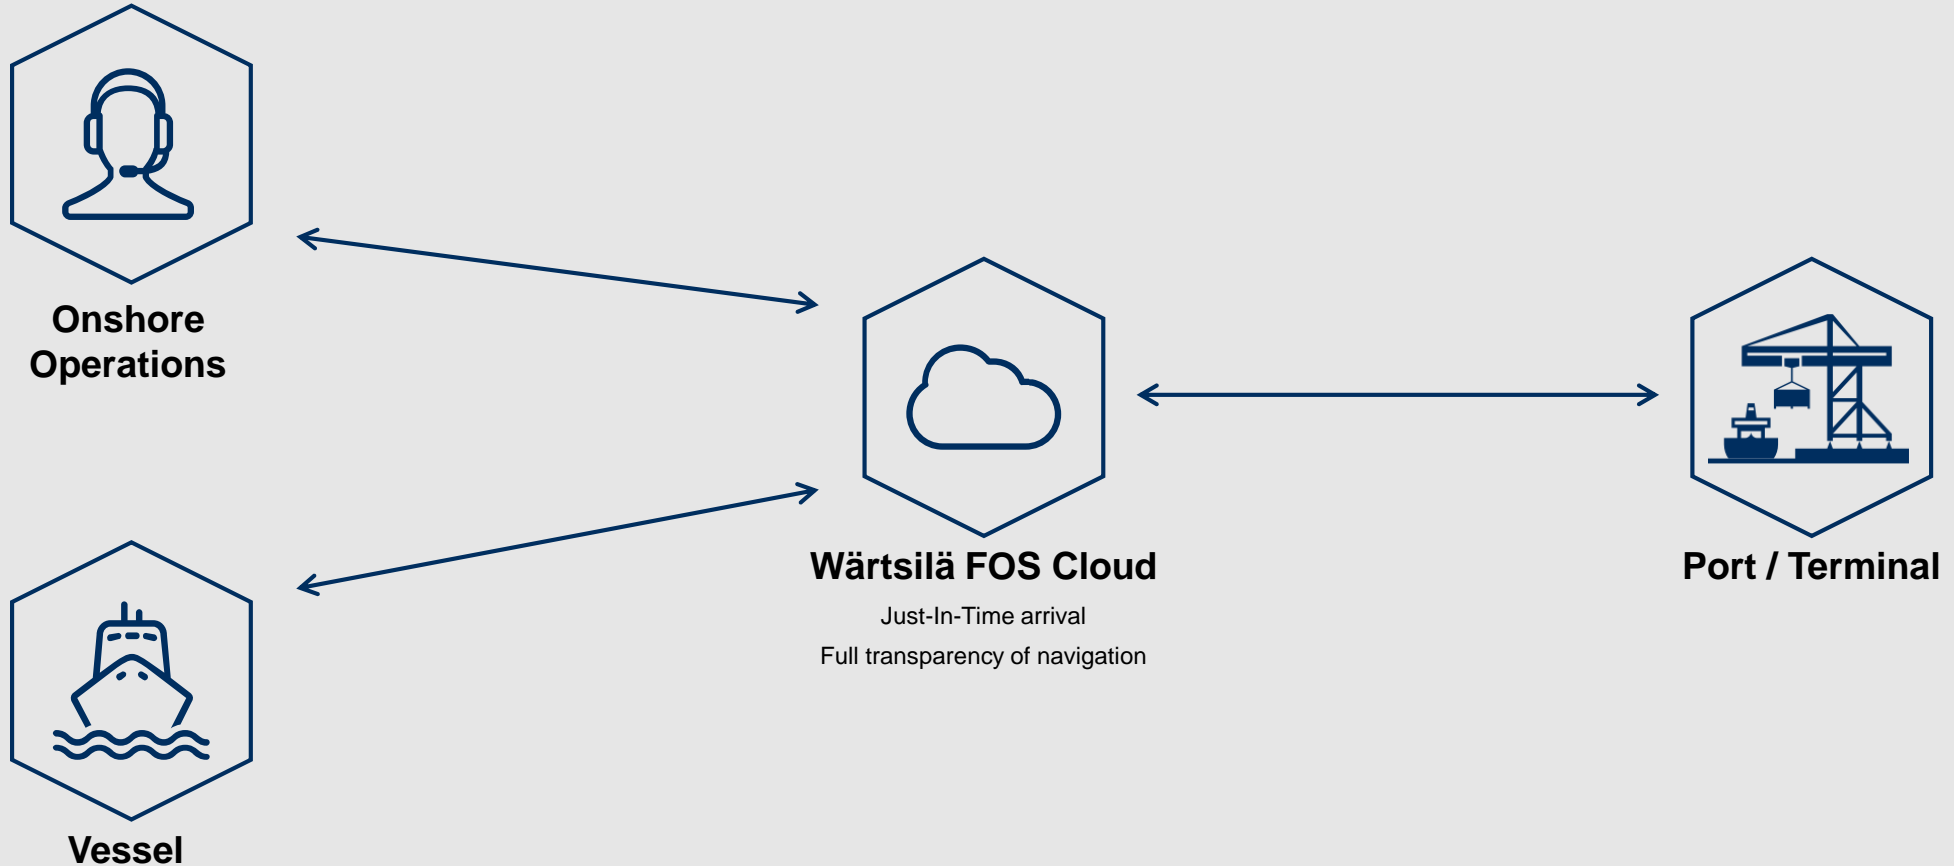 Onshore
Operations
Wärtsilä FOS Cloud
Just-In-Time arrival
Full transparency of navigation
Port / Terminal
Vessel